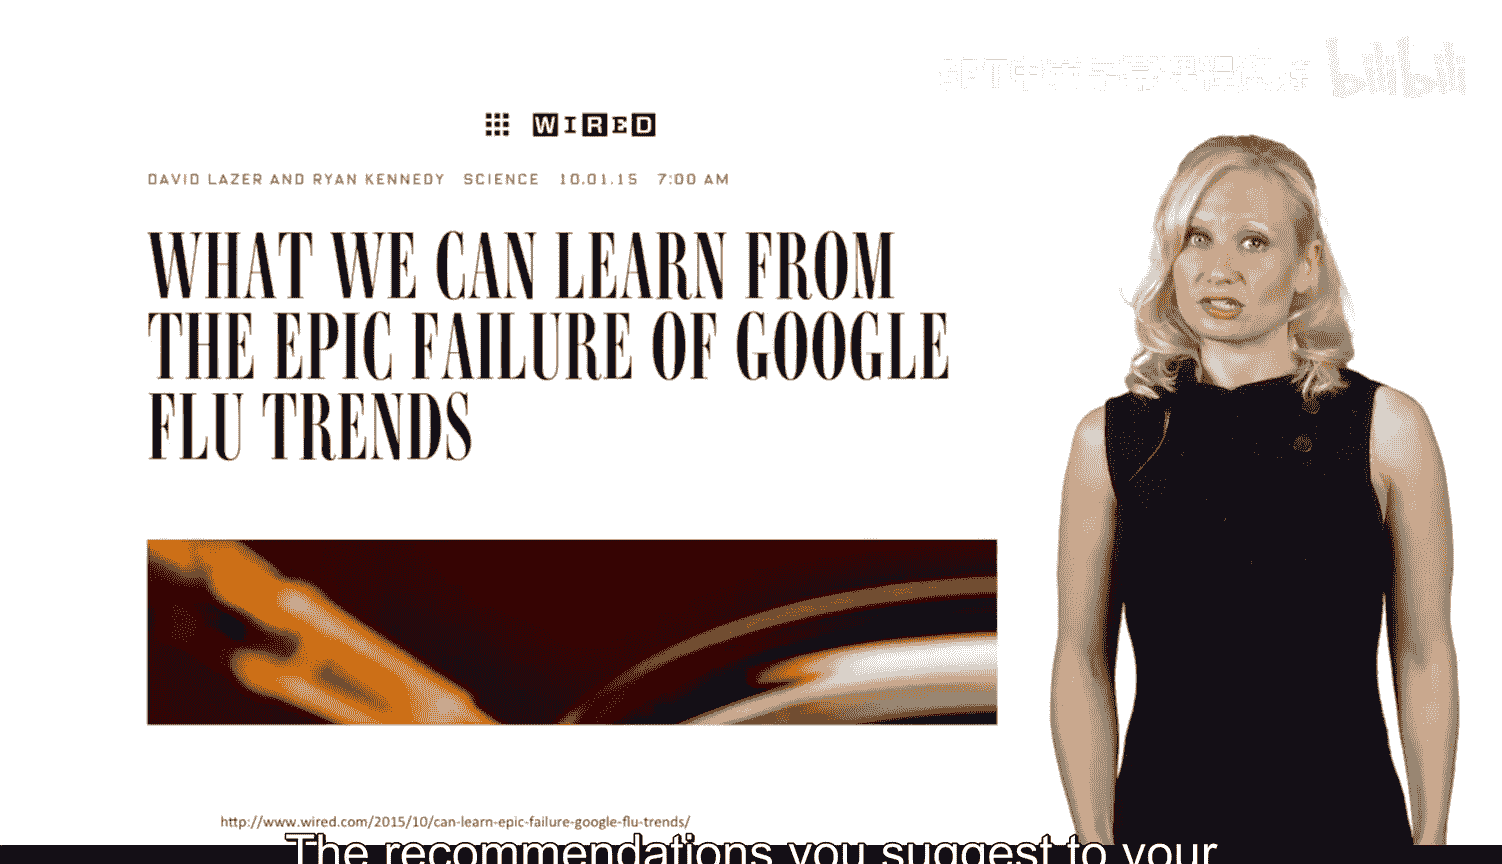 bilibili
WIRED
DAVID LAZER AND RYAN KENNEDY SCIENCE 10.01.15 7:00 AM
WHAT WE CAN LEARN FROM
THE EPIC FAILURE OF GOOGLE
FLU TRENDS
http://www.wired.com/2015/10/can-learn-epic-failure-google-flu-trends/
The recommendations you suggest to your